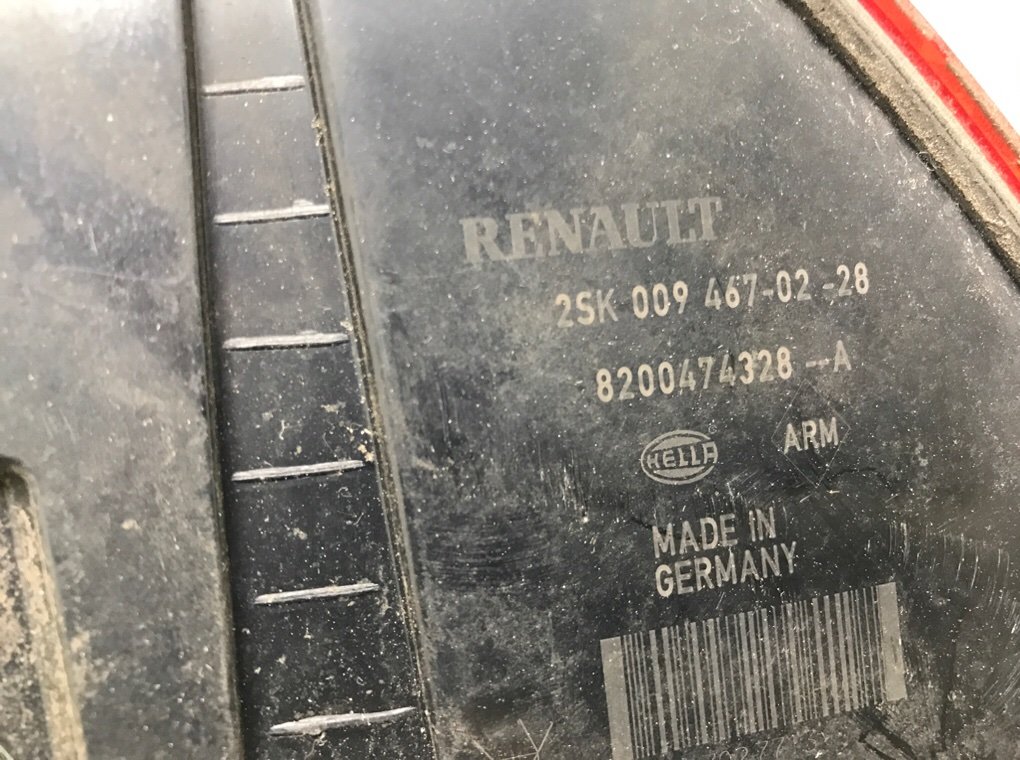 RENAULT
2SK 009 467-02-28
8200474328--A
HELLA
ARM
MADE IN
GERMANY